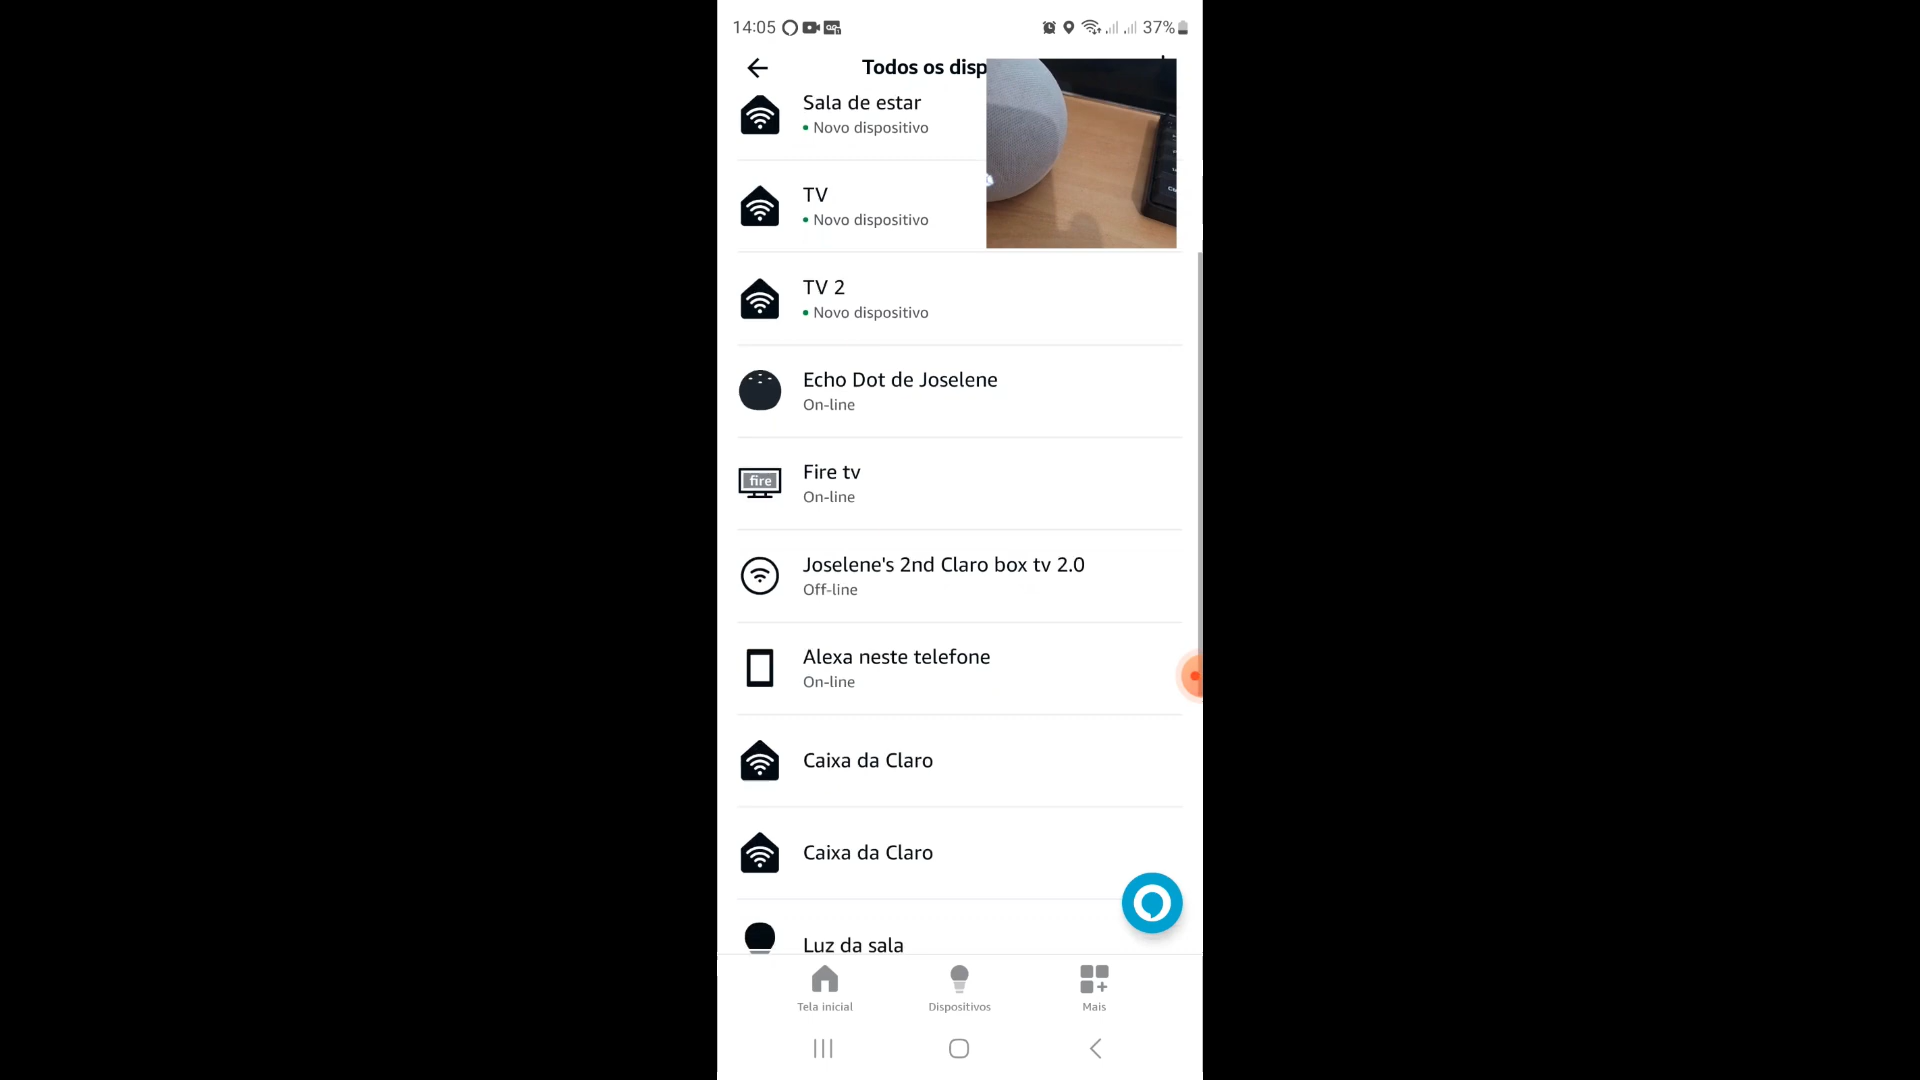 14:05
37%
Todos os disp
Sala de estar
Novo dispositivo
TV
Novo dispositivo
TV 2
Novo dispositivo
Echo Dot de Joselene
On-line
fire
Fire tv
On-line
Joselene's 2nd Claro box tv 2.0
Off-line
Alexa neste telefone
On-line
Caixa da Claro
Caixa da Claro
Luz da sala
Tela inicial
Dispositivos
Mais